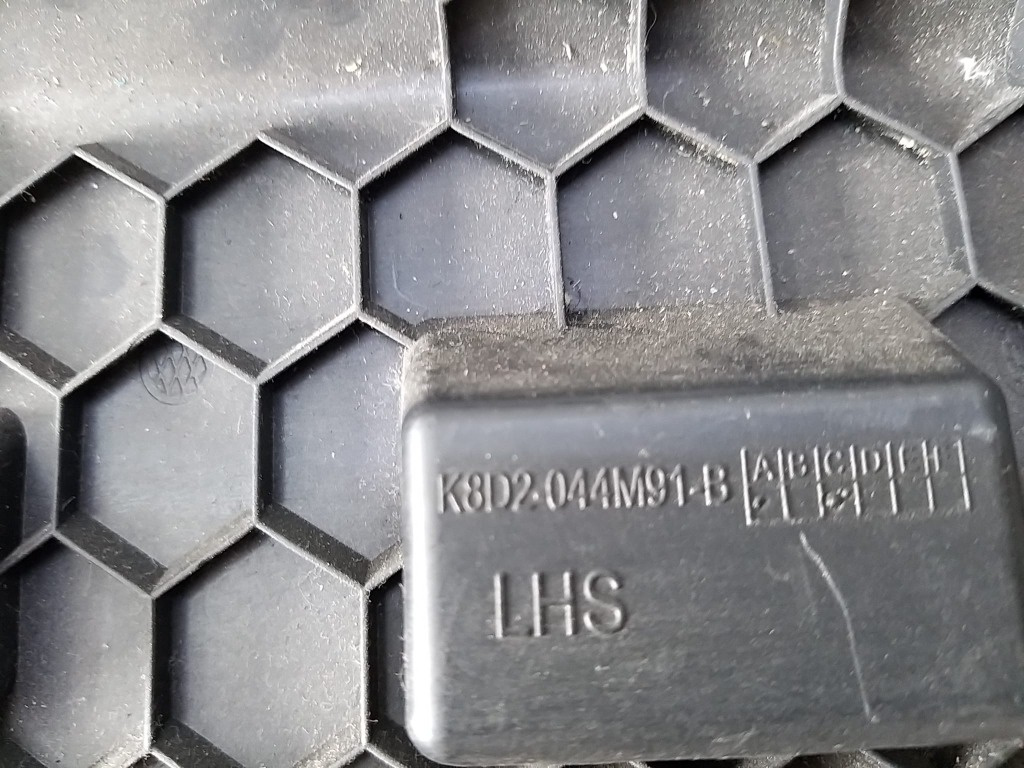 K8D2-044M91-B A B C D E F
LHS